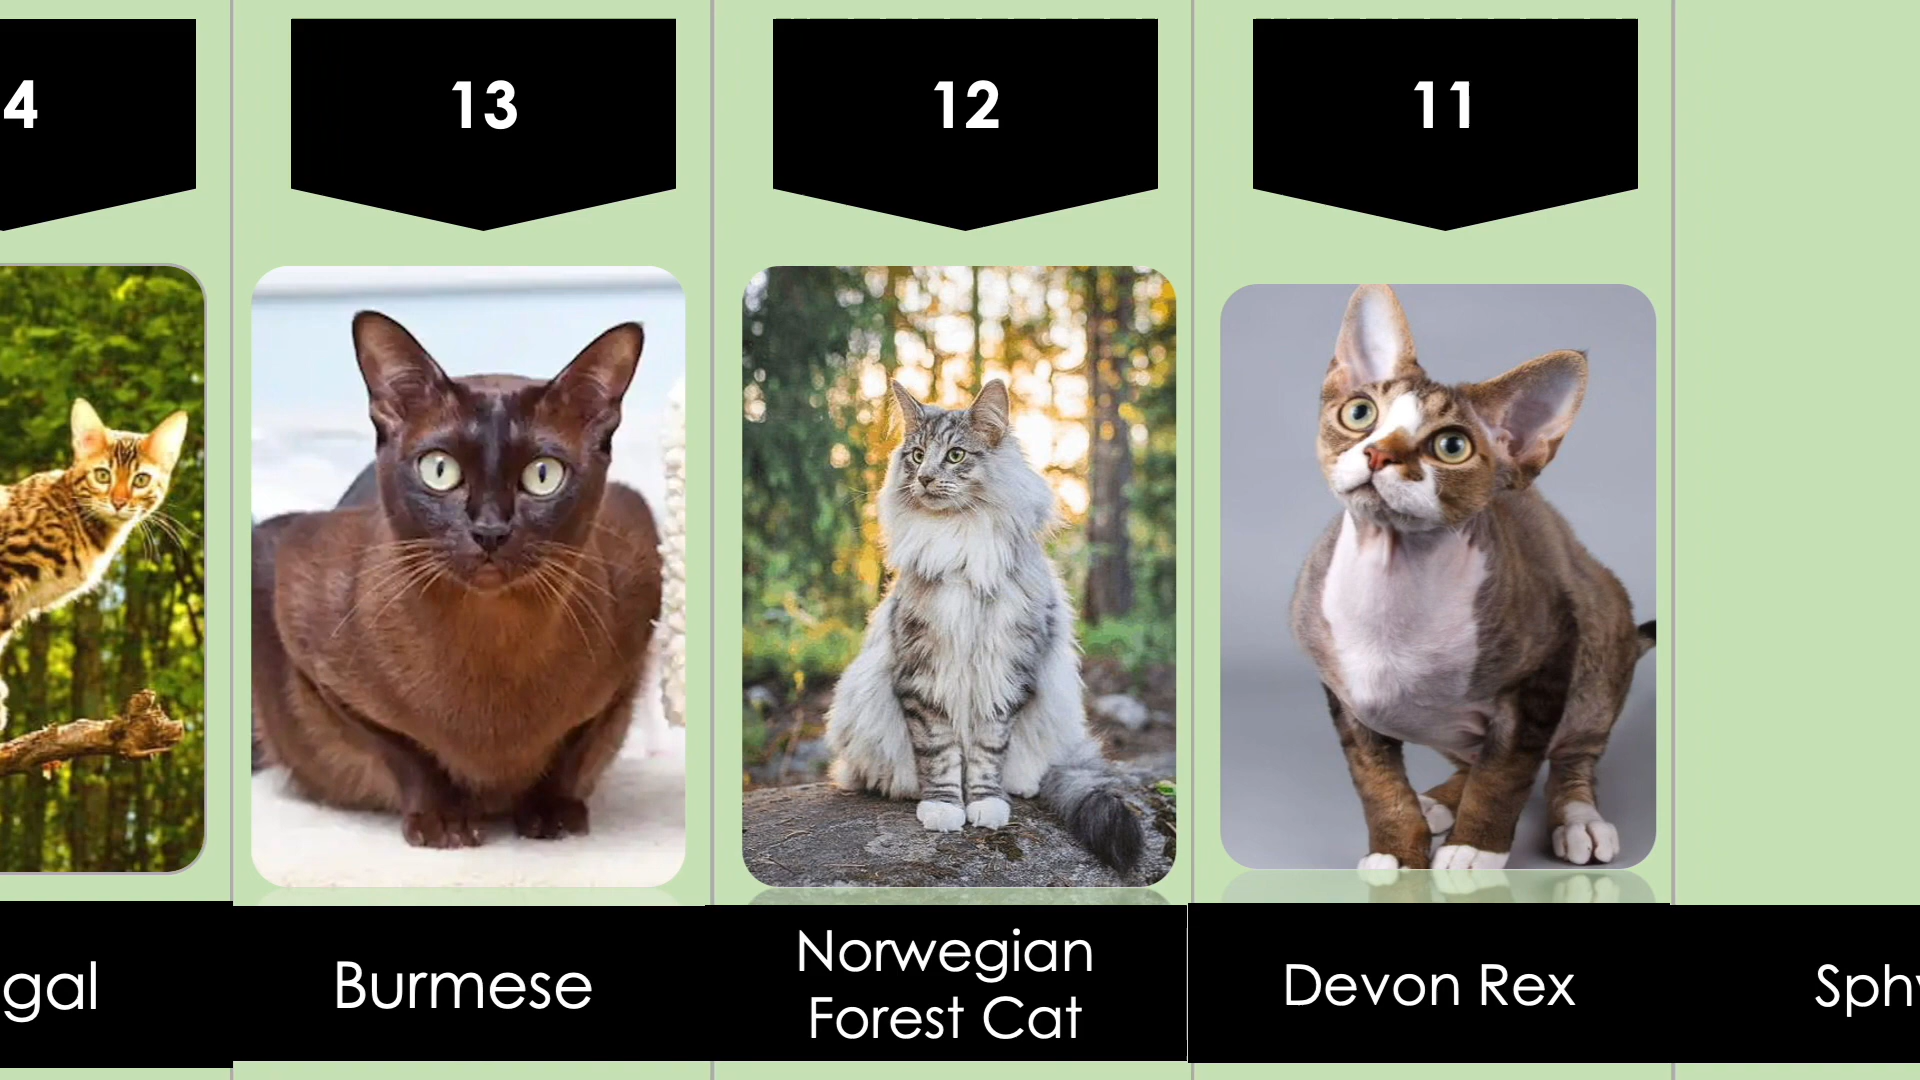 4
13
12
11
gal
Burmese
Norwegian
Forest Cat
Devon Rex
Sph